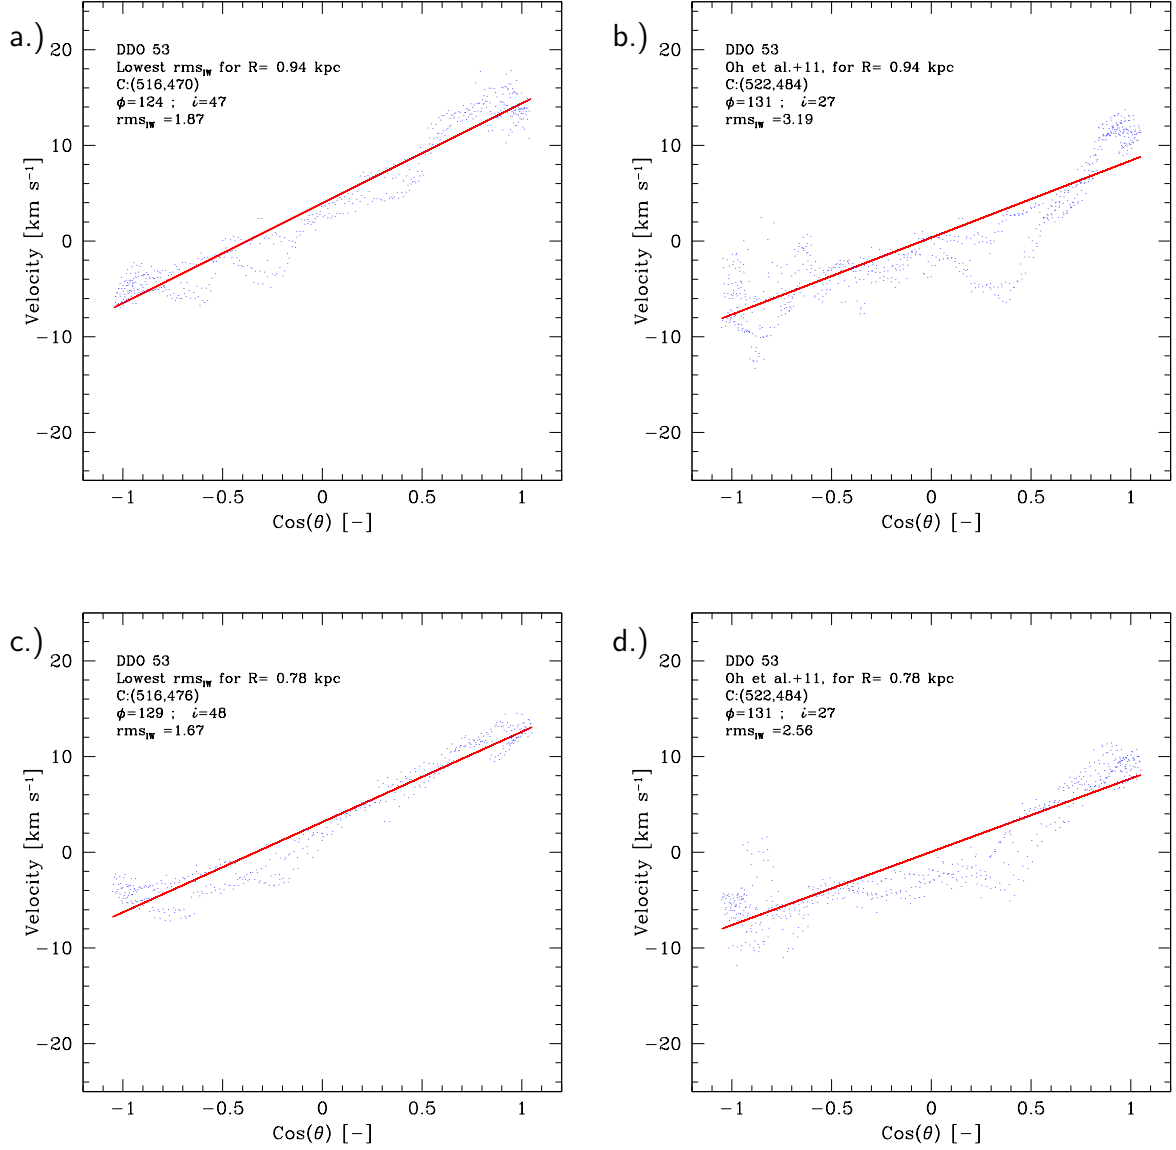 a.)
DDO 53
Lowest rms_IW for R= 0.94 kpc
C:(516,470)
ϕ=124 ; i=47
rms_IW =1.87
20
10
0
−10
−20
Velocity [km s⁻¹]
−1 −0.5 0 0.5 1
Cos(θ) [−]
b.)
DDO 53
Oh et al.+11, for R= 0.94 kpc
C:(522,484)
ϕ=131 ; i=27
rms_IW =3.19
20
10
0
−10
−20
Velocity [km s⁻¹]
−1 −0.5 0 0.5 1
Cos(θ) [−]
c.)
DDO 53
Lowest rms_IW for R= 0.78 kpc
C:(516,476)
ϕ=129 ; i=48
rms_IW =1.67
20
10
0
−10
−20
Velocity [km s⁻¹]
−1 −0.5 0 0.5 1
Cos(θ) [−]
d.)
DDO 53
Oh et al.+11, for R= 0.78 kpc
C:(522,484)
ϕ=131 ; i=27
rms_IW =2.56
20
10
0
−10
−20
Velocity [km s⁻¹]
−1 −0.5 0 0.5 1
Cos(θ) [−]